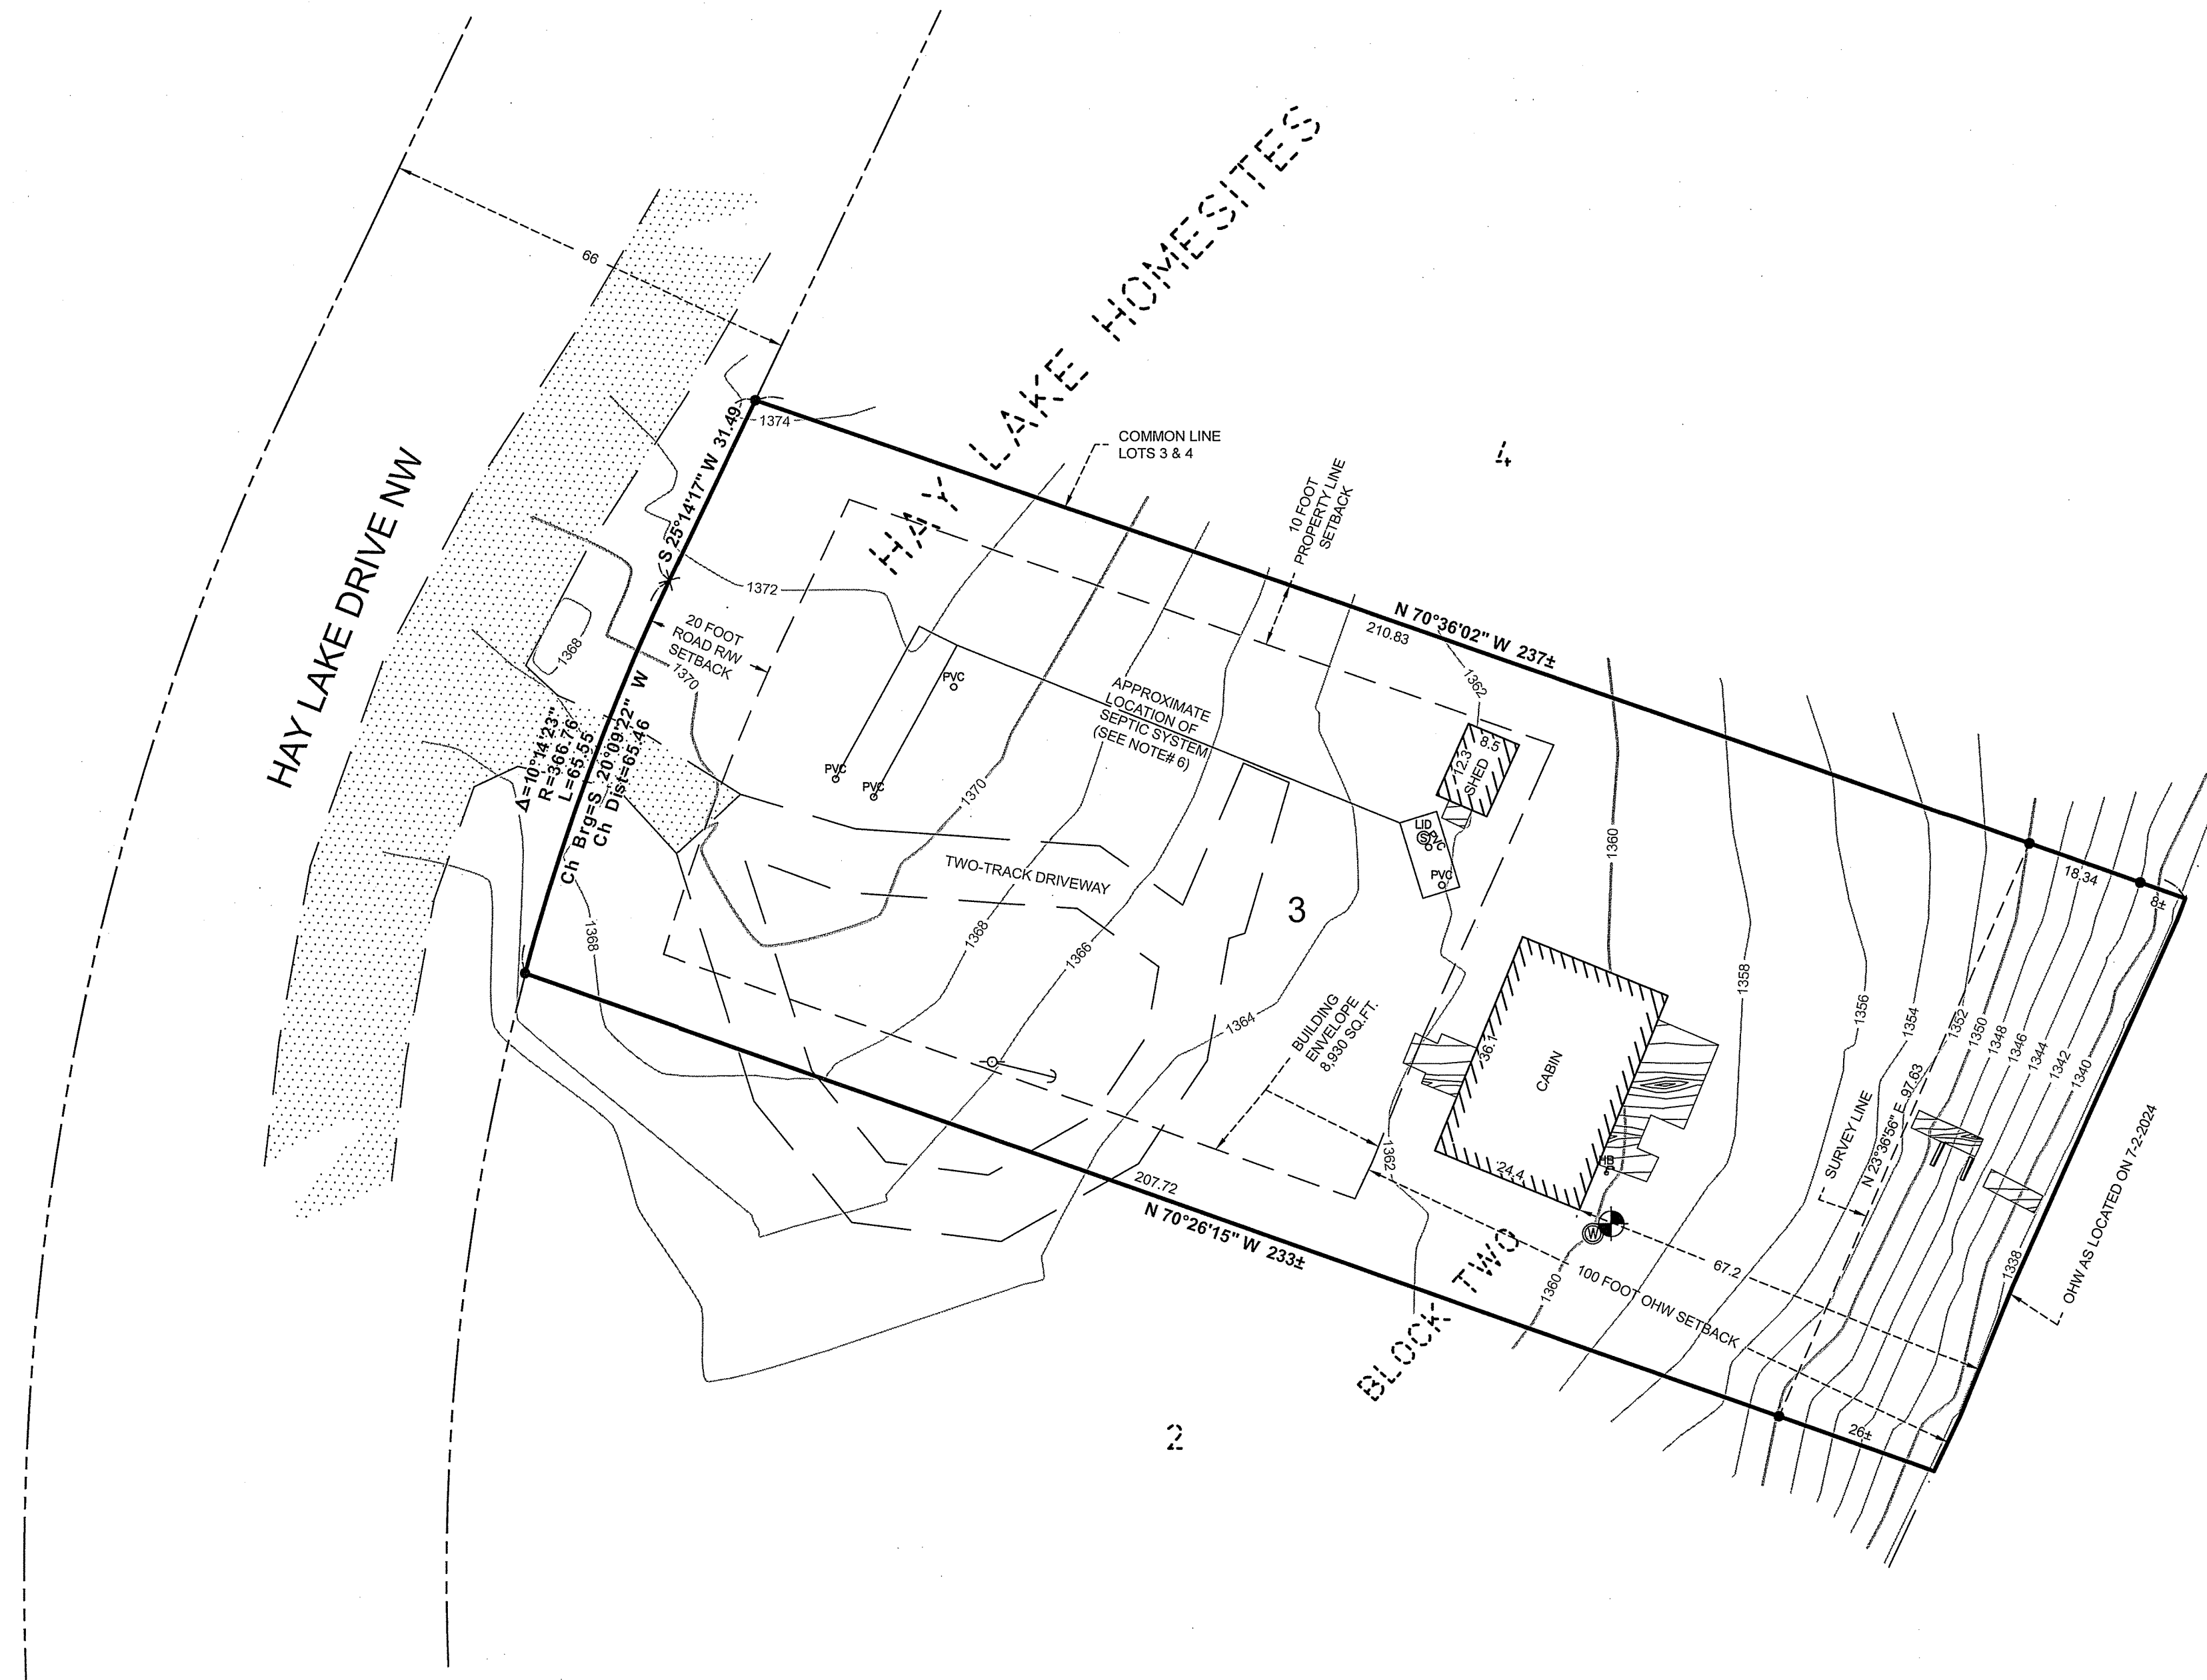 HAY LAKE HOMESITES
66
4
COMMON LINE
LOTS 3 & 4
10 FOOT
PROPERTY LINE
SETBACK
1374
S 25°14'17" W 31.49
HAY LAKE DRIVE NW
1372
20 FOOT
ROAD R/W
SETBACK
1370
1368
N 70°36'02" W 237±
210.83
1362
PVC
PVC
PVC
APPROXIMATE
LOCATION OF
SEPTIC SYSTEM
(SEE NOTE# 6)
8.5
12.3
SHED
LID
S
PVC
PVC
Δ=10°14'23"
R=366.76
L=65.55
Ch Brg=S 20°09'22" W
Ch Dist=65.46
1370
TWO-TRACK DRIVEWAY
3
1360
18.34
8±
1368
1368
1366
1364
BUILDING
ENVELOPE
8,930 SQ.FT.
36.1
CABIN
24.4
HB
W
1358
1356
1354
1352
1350
1348
1346
1344
1342
1340
1338
SURVEY LINE
N 23°36'56" E 97.63
OHW AS LOCATED ON 7-2-2024
1362
207.72
N 70°26'15" W 233±
67.2
100 FOOT OHW SETBACK
1360
BLOCK TWO
26±
2